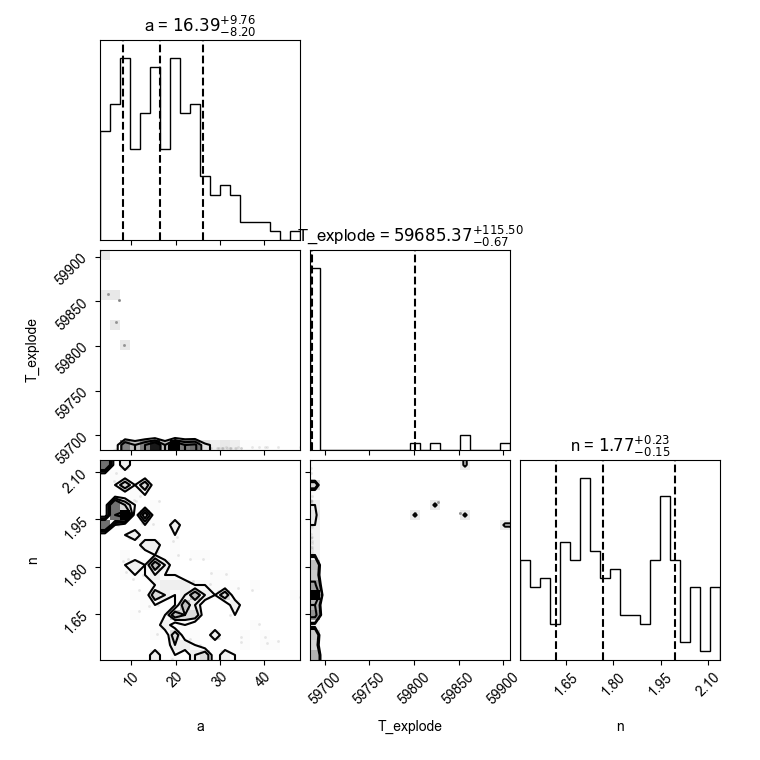 a = 16.39+9.76−8.20
T_explode = 59685.37+115.50−0.67
59900
59850
59800
59750
59700
T_explode
n = 1.77+0.23−0.15
2.10
1.95
1.80
1.65
n
10 20 30 40
59700 59750 59800 59850 59900
1.65 1.80 1.95 2.10
a T_explode n